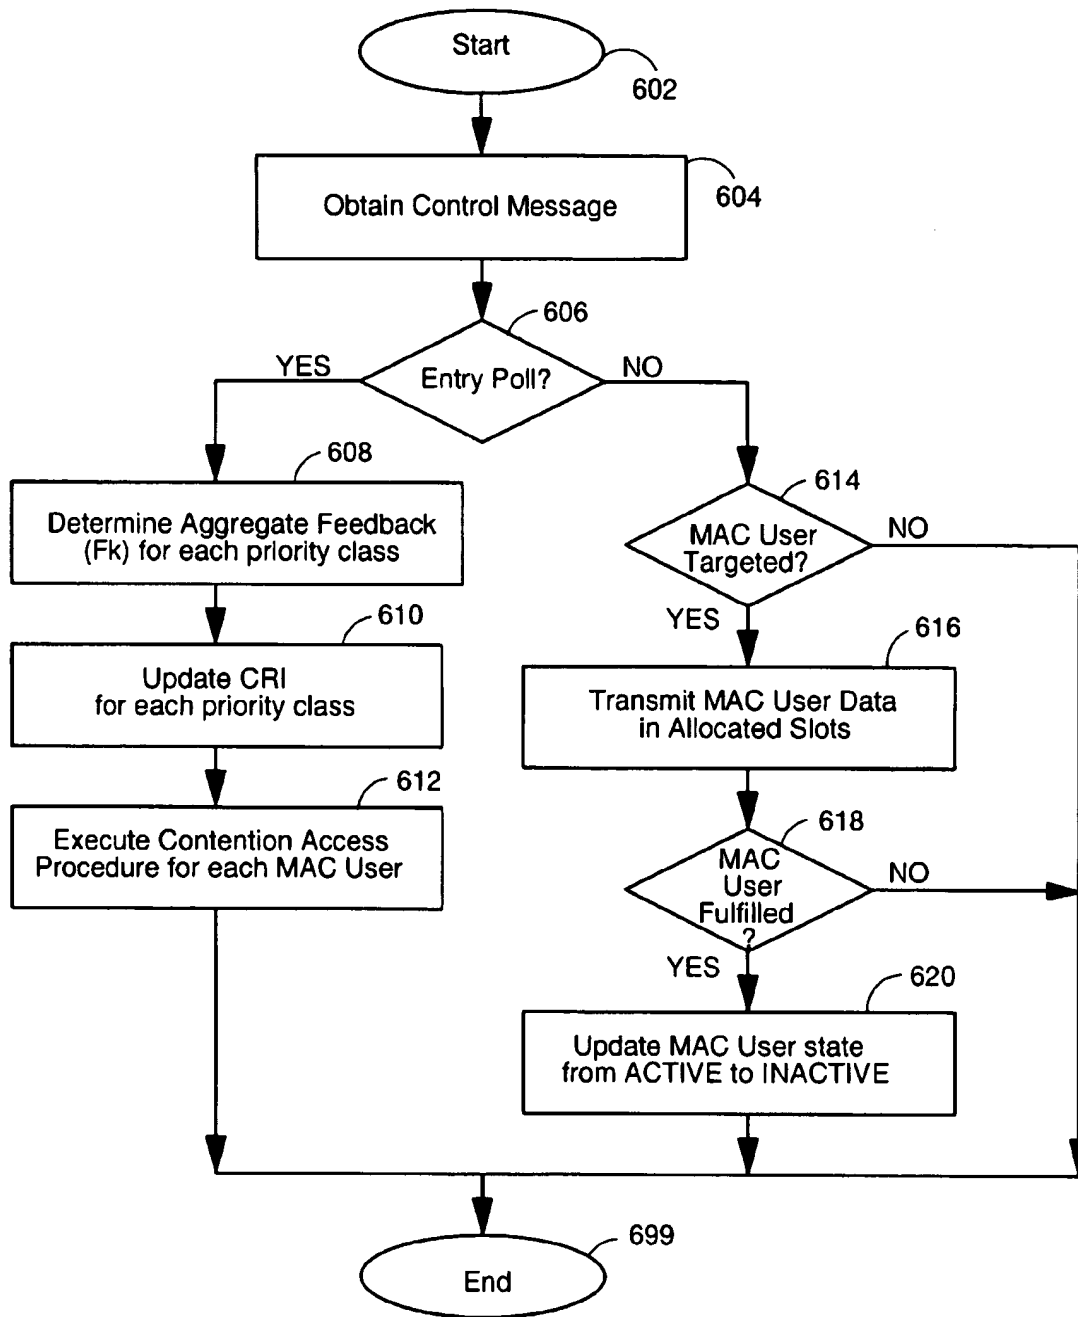 Start
602
Obtain Control Message
604
606
YES
Entry Poll?
NO
608
Determine Aggregate Feedback
(Fk) for each priority class
614
MAC User
Targeted?
NO
YES
610
Update CRI
for each priority class
616
Transmit MAC User Data
in Allocated Slots
612
Execute Contention Access
Procedure for each MAC User
618
MAC
User
Fulfilled
?
NO
YES
620
Update MAC User state
from ACTIVE to INACTIVE
699
End